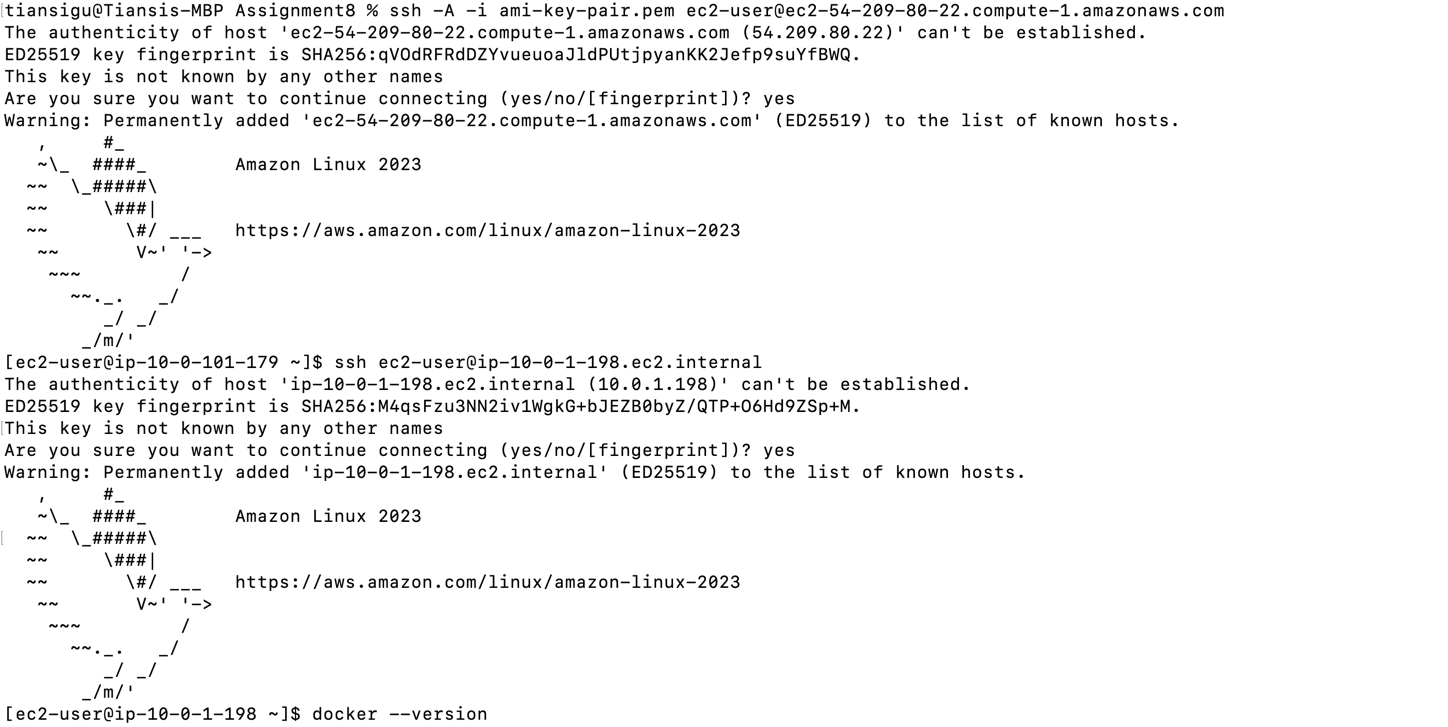 tiansigu@Tiansis-MBP Assignment8 % ssh -A -i ami-key-pair.pem ec2-user@ec2-54-209-80-22.compute-1.amazonaws.com
The authenticity of host 'ec2-54-209-80-22.compute-1.amazonaws.com (54.209.80.22)' can't be established.
ED25519 key fingerprint is SHA256:qVOdRFRdDZYvueuoaJldPUtjpyanKK2Jefp9suYfBWQ.
This key is not known by any other names
Are you sure you want to continue connecting (yes/no/[fingerprint])? yes
Warning: Permanently added 'ec2-54-209-80-22.compute-1.amazonaws.com' (ED25519) to the list of known hosts.
   ,     #_
   ~\_  ####_        Amazon Linux 2023
  ~~  \_#####\
  ~~     \###|
  ~~       \#/ ___   https://aws.amazon.com/linux/amazon-linux-2023
   ~~       V~' '->
    ~~~         /
      ~~._.   _/
         _/ _/
       _/m/'
[ec2-user@ip-10-0-101-179 ~]$ ssh ec2-user@ip-10-0-1-198.ec2.internal
The authenticity of host 'ip-10-0-1-198.ec2.internal (10.0.1.198)' can't be established.
ED25519 key fingerprint is SHA256:M4qsFzu3NN2iv1WgkG+bJEZB0byZ/QTP+O6Hd9ZSp+M.
This key is not known by any other names
Are you sure you want to continue connecting (yes/no/[fingerprint])? yes
Warning: Permanently added 'ip-10-0-1-198.ec2.internal' (ED25519) to the list of known hosts.
   ,     #_
   ~\_  ####_        Amazon Linux 2023
  ~~  \_#####\
  ~~     \###|
  ~~       \#/ ___   https://aws.amazon.com/linux/amazon-linux-2023
   ~~       V~' '->
    ~~~         /
      ~~._.   _/
         _/ _/
       _/m/'
[ec2-user@ip-10-0-1-198 ~]$ docker --version